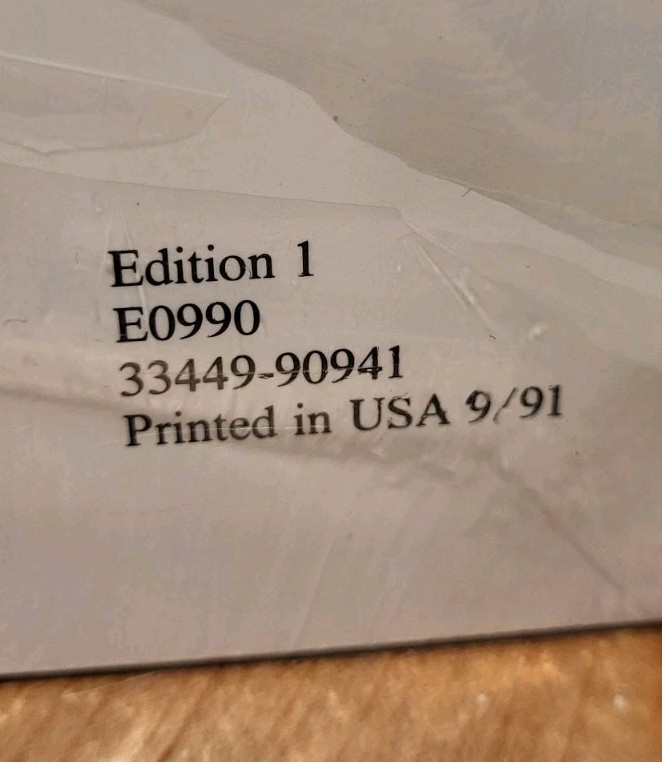 Edition 1
E0990
33449-90941
Printed in USA 9/91